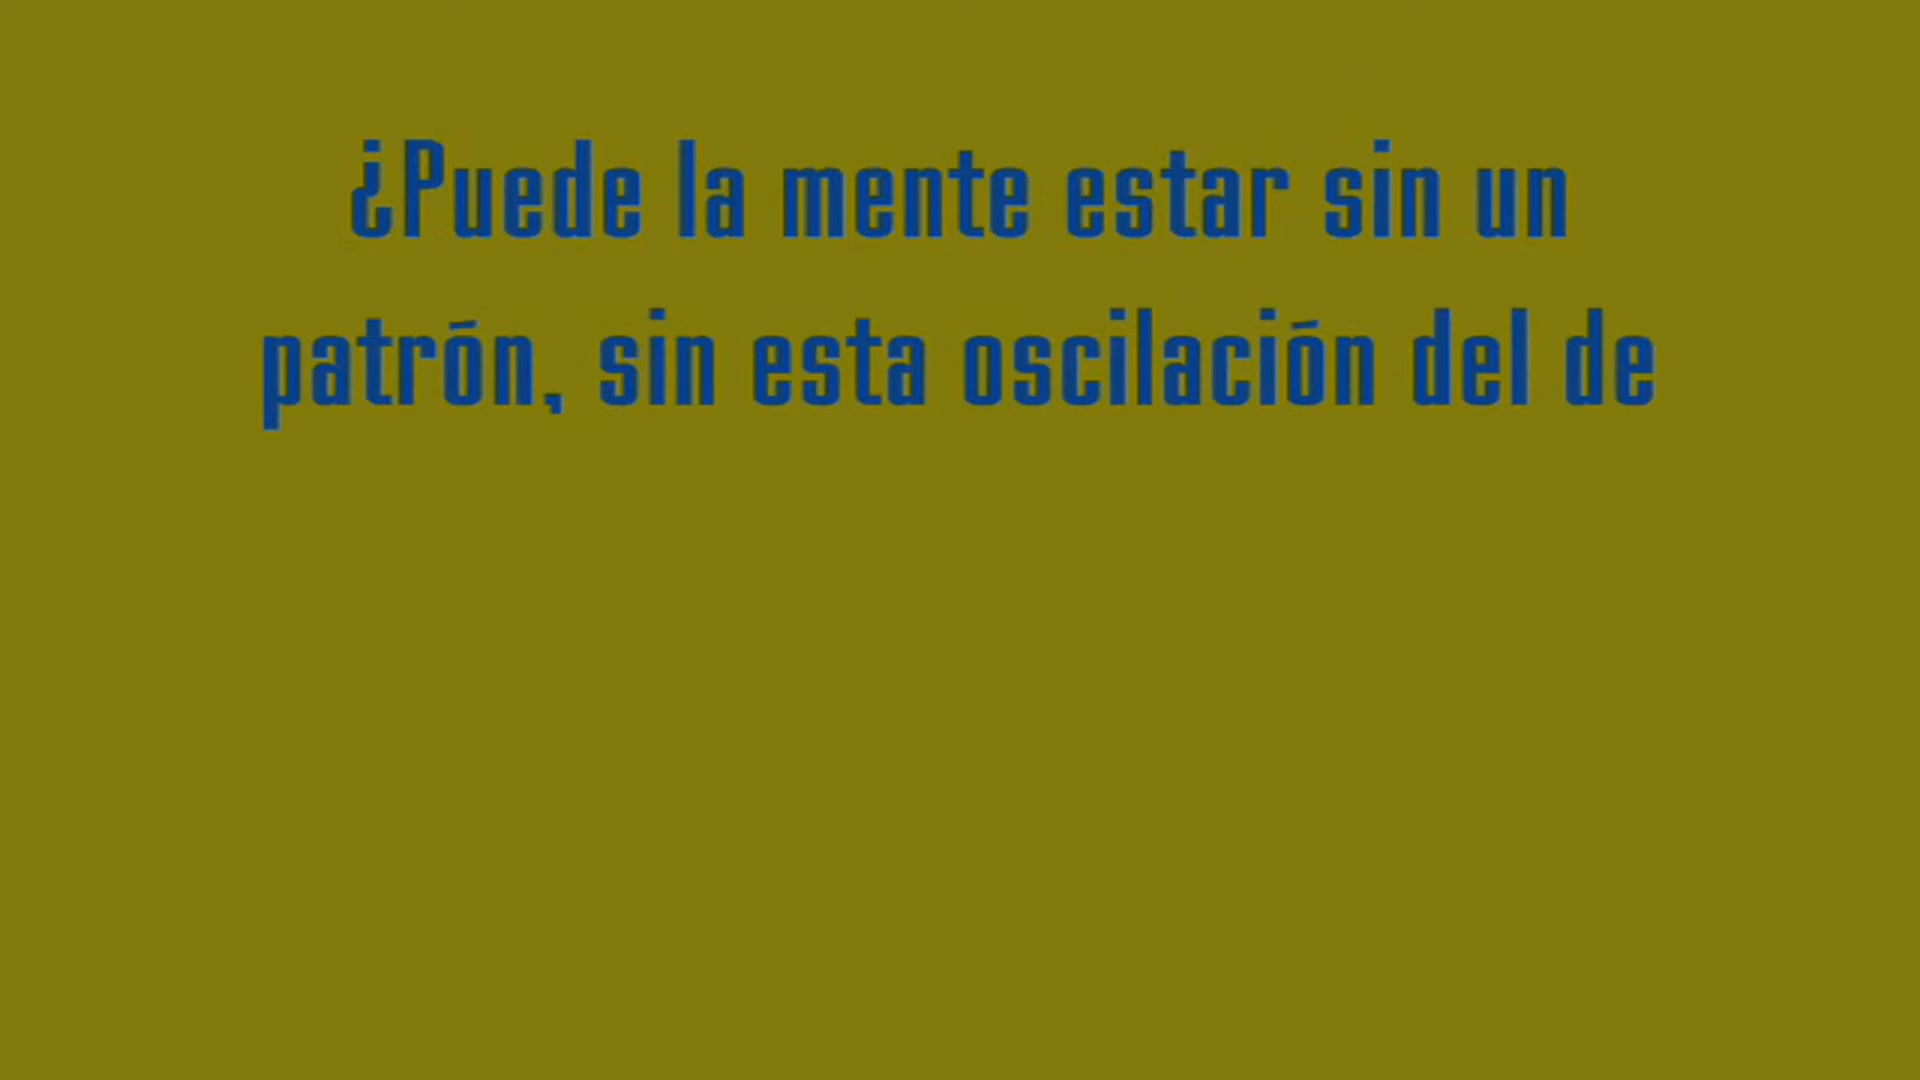 ¿Puede la mente estar sin un
patrón, sin esta oscilación del de